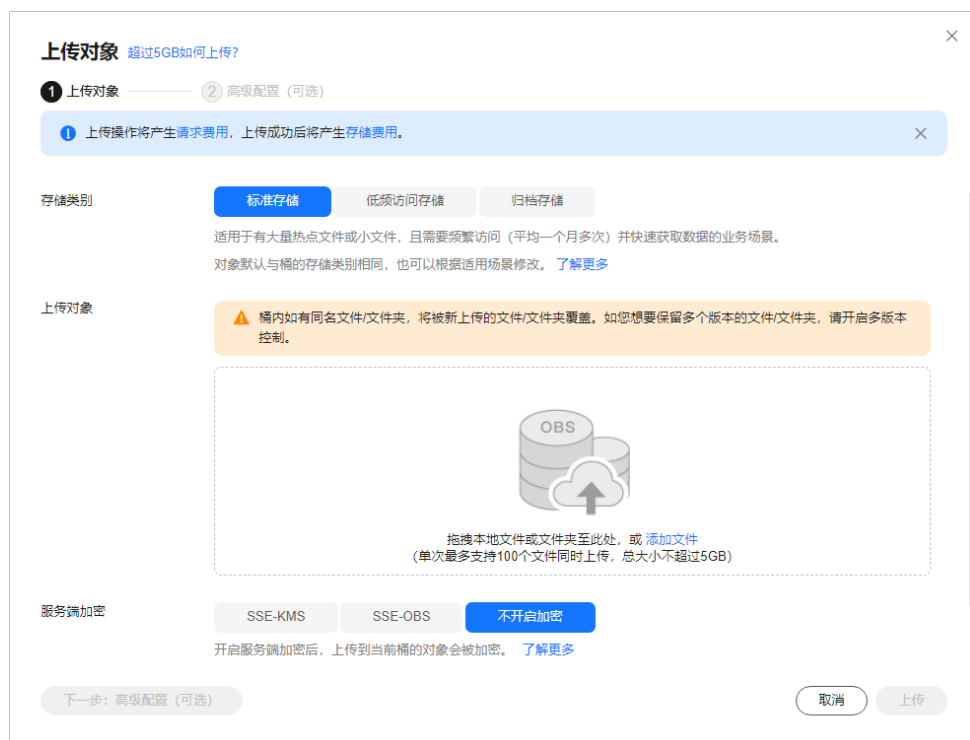 上传对象 超过5GB如何上传?
1 上传对象 2 高级配置（可选）
上传操作将产生请求费用，上传成功后将产生存储费用。
存储类别 标准存储 低频访问存储 归档存储
适用于有大量热点文件或小文件，且需要频繁访问（平均一个月多次）并快速获取数据的业务场景。
对象默认与桶的存储类别相同，也可以根据适用场景修改。 了解更多
上传对象
桶内如有同名文件/文件夹，将被新上传的文件/文件夹覆盖。如您想要保留多个版本的文件/文件夹，请开启多版本
控制。
OBS
拖拽本地文件或文件夹至此处，或 添加文件
（单次最多支持100个文件同时上传，总大小不超过5GB）
服务端加密 SSE-KMS SSE-OBS 不开启加密
开启服务端加密后，上传到当前桶的对象会被加密。 了解更多
下一步：高级配置（可选） 取消 上传